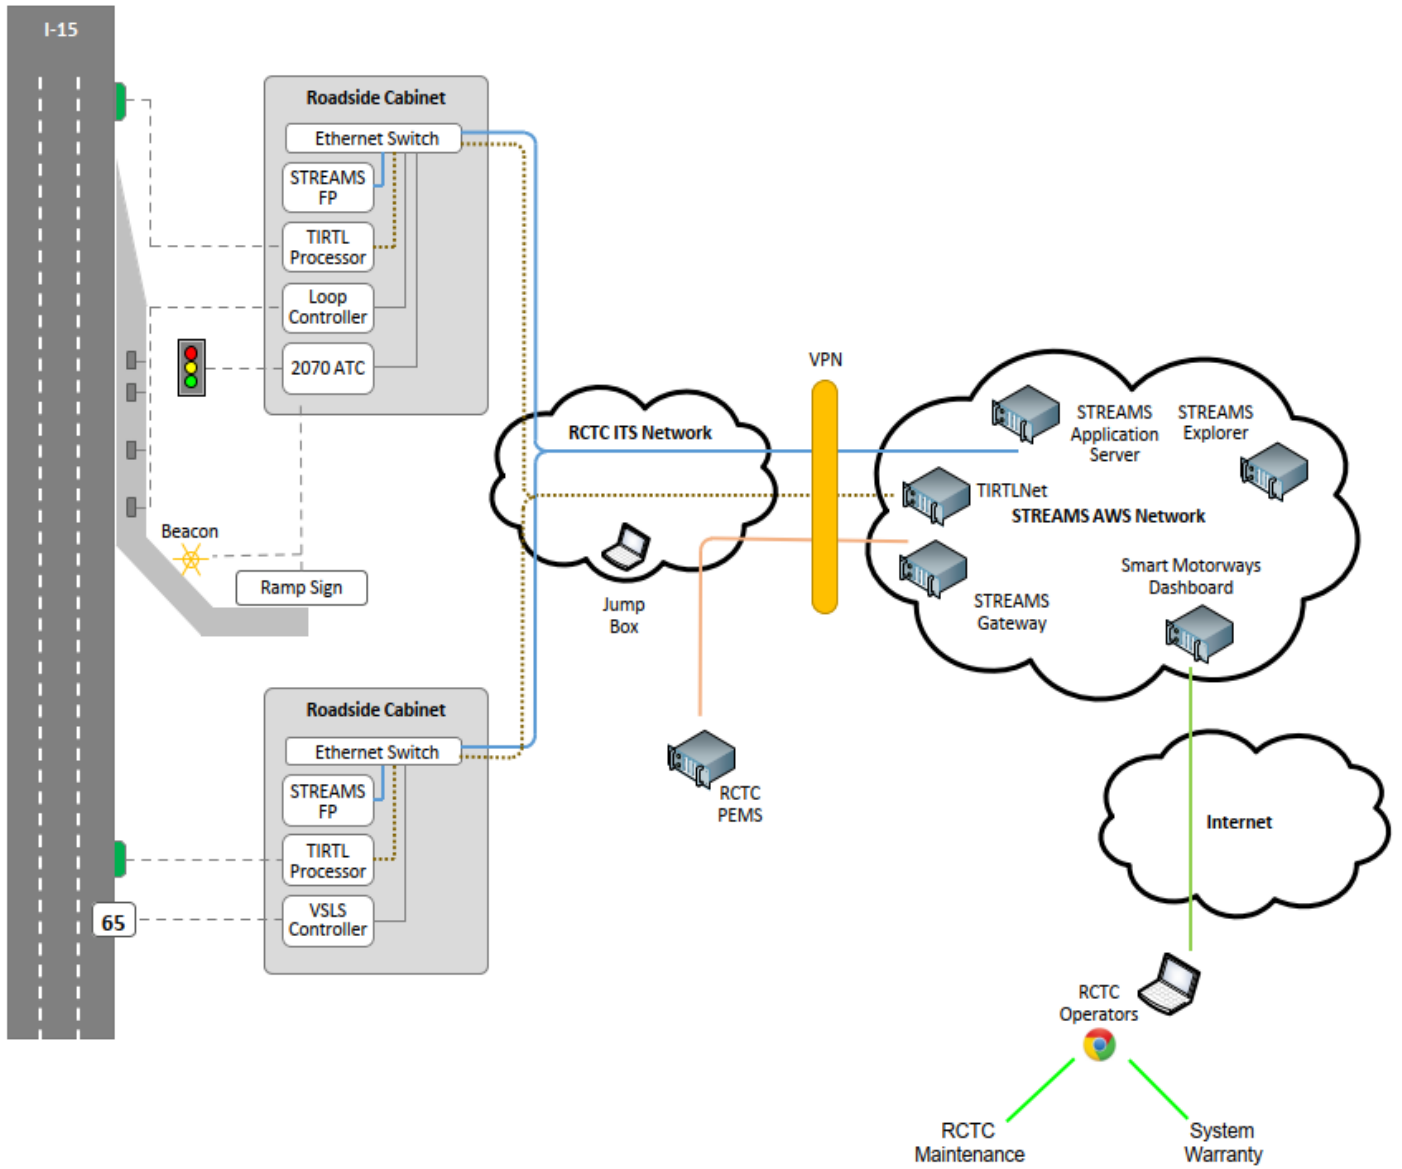 I-15
Roadside Cabinet
Ethernet Switch
STREAMS
FP
TIRTL
Processor
Loop
Controller
2070 ATC
Beacon
Ramp Sign
Roadside Cabinet
Ethernet Switch
STREAMS
FP
TIRTL
Processor
VSLS
Controller
65
RCTC ITS Network
Jump
Box
RCTC
PEMS
VPN
STREAMS
Application
Server
STREAMS
Explorer
TIRTLNet
STREAMS AWS Network
STREAMS
Gateway
Smart Motorways
Dashboard
Internet
RCTC
Operators
RCTC
Maintenance
System
Warranty